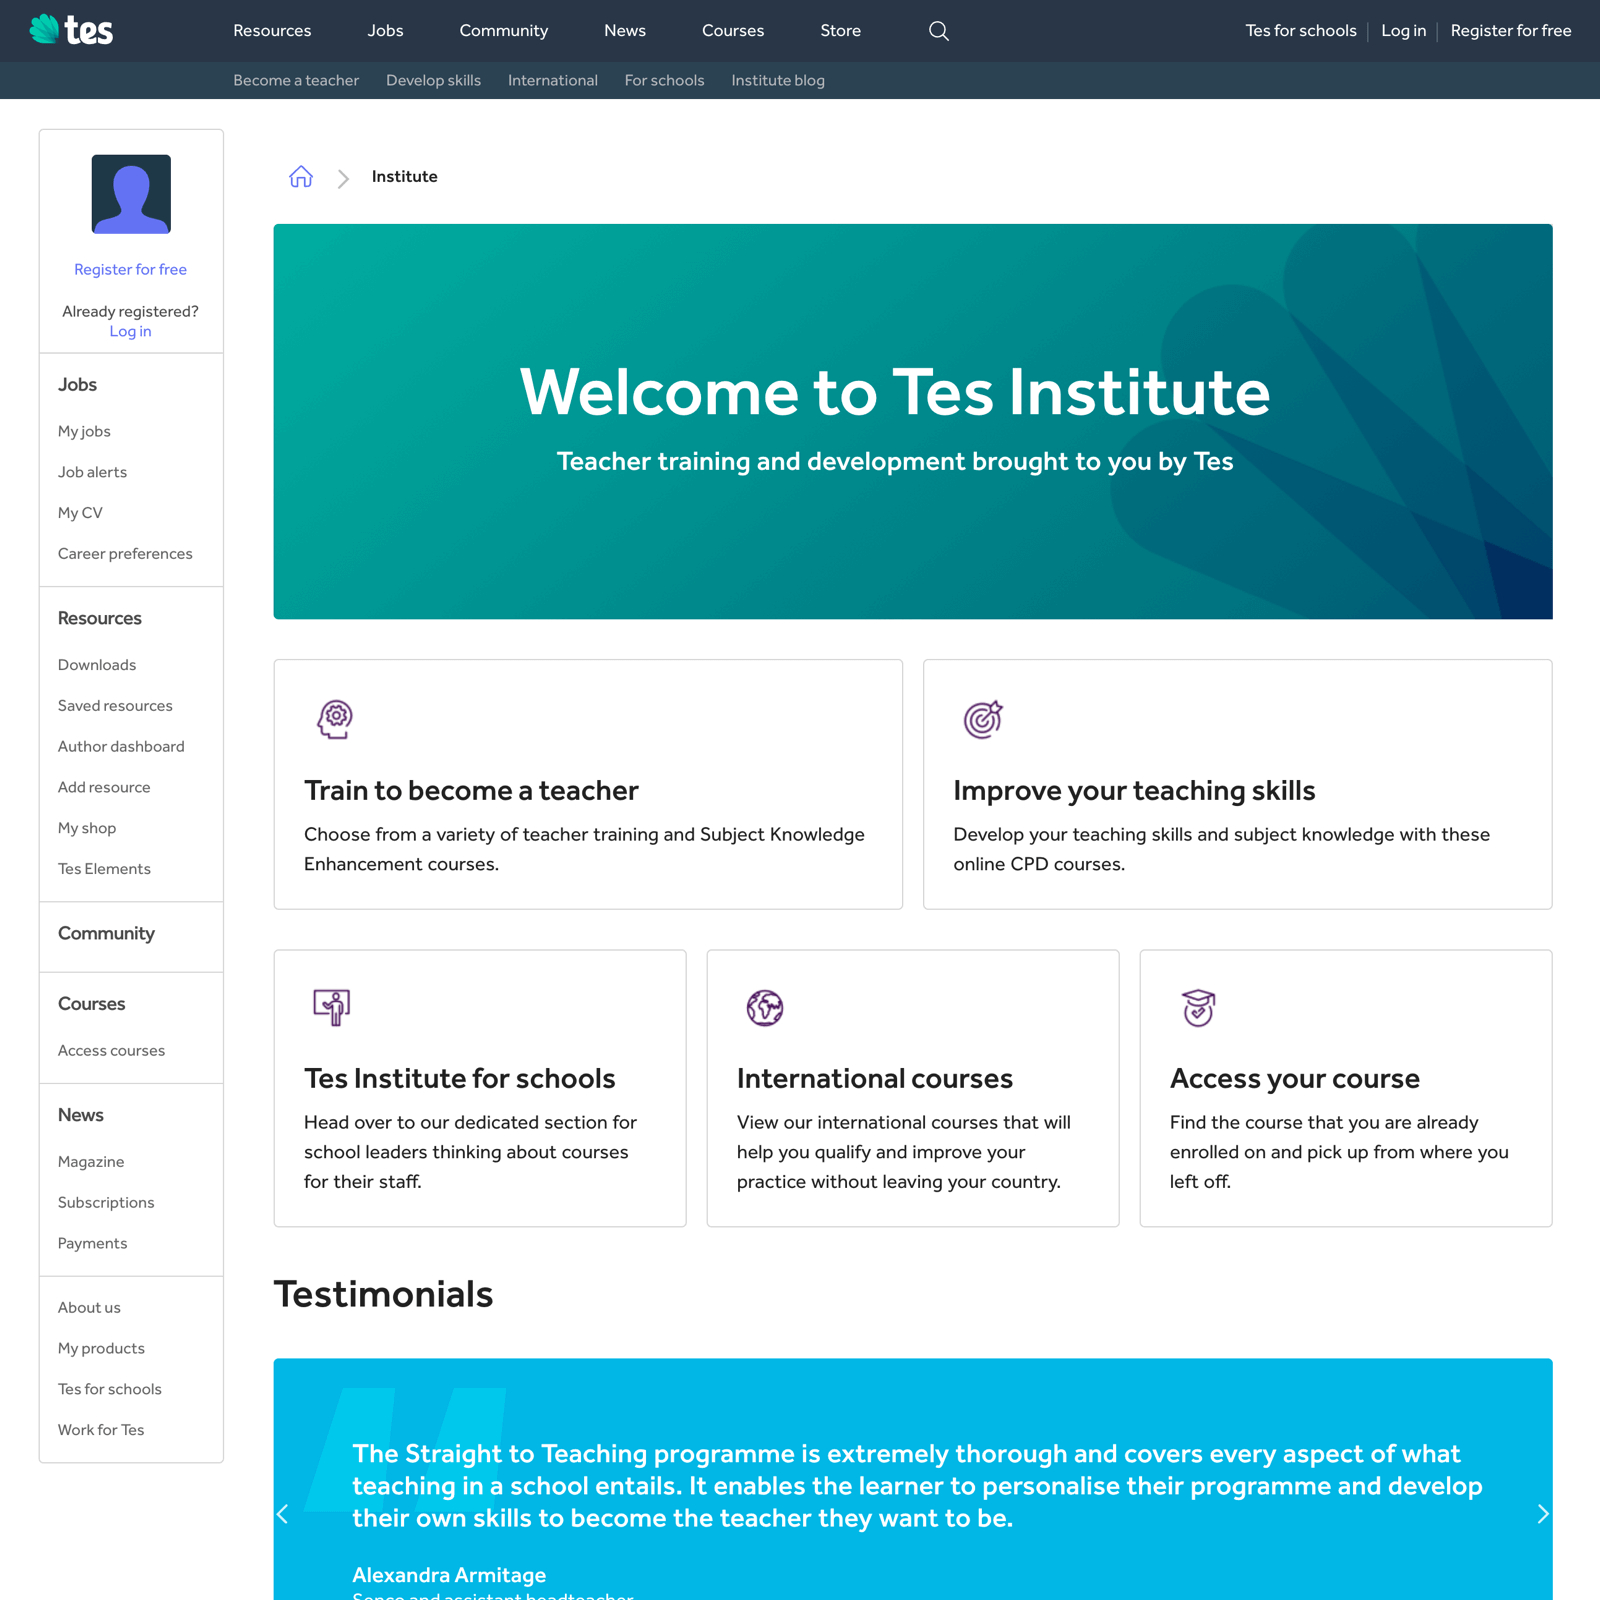 tes
Resources Jobs Community News Courses Store
Tes for schools Log in Register for free
Become a teacher Develop skills International For schools Institute blog
Register for free
Already registered?
Log in
Jobs
My jobs
Job alerts
My CV
Career preferences
Resources
Downloads
Saved resources
Author dashboard
Add resource
My shop
Tes Elements
Community
Courses
Access courses
News
Magazine
Subscriptions
Payments
About us
My products
Tes for schools
Work for Tes
Institute
Welcome to Tes Institute
Teacher training and development brought to you by Tes
Train to become a teacher
Choose from a variety of teacher training and Subject Knowledge
Enhancement courses.
Improve your teaching skills
Develop your teaching skills and subject knowledge with these
online CPD courses.
Tes Institute for schools
Head over to our dedicated section for
school leaders thinking about courses
for their staff.
International courses
View our international courses that will
help you qualify and improve your
practice without leaving your country.
Access your course
Find the course that you are already
enrolled on and pick up from where you
left off.
Testimonials
The Straight to Teaching programme is extremely thorough and covers every aspect of what
teaching in a school entails. It enables the learner to personalise their programme and develop
their own skills to become the teacher they want to be.
Alexandra Armitage
Senco and assistant headteacher